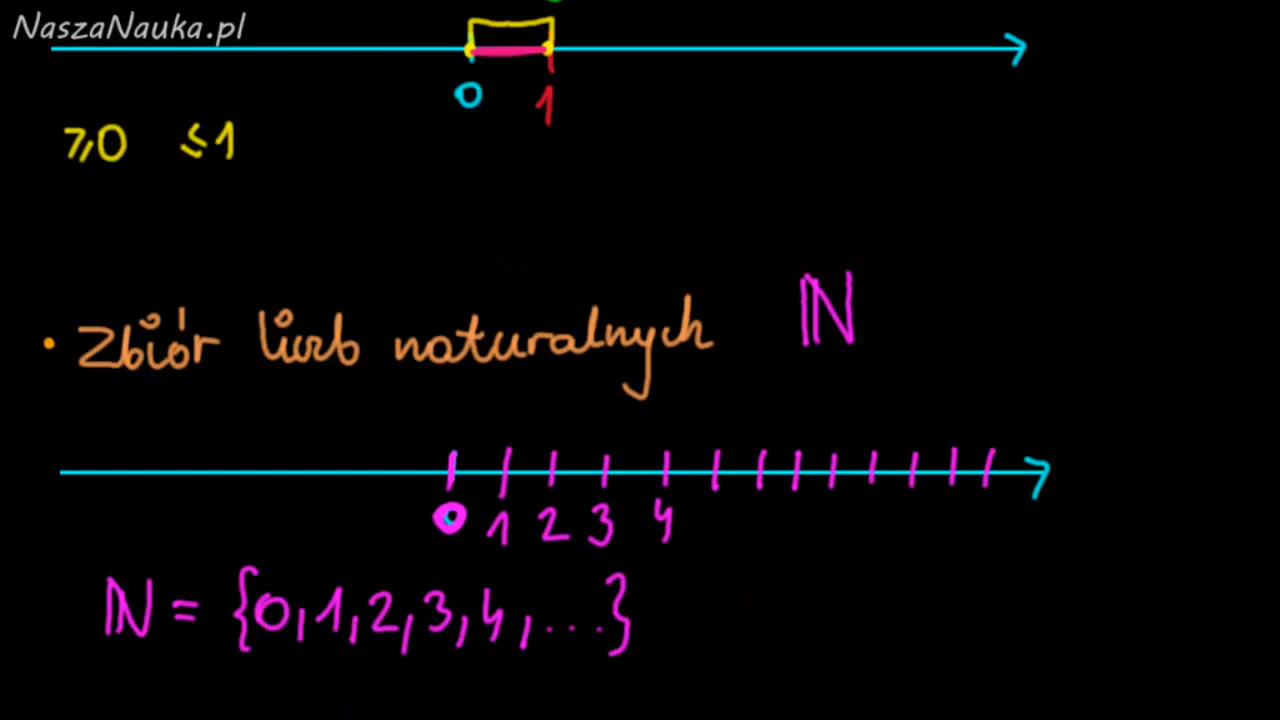 NaszaNauka.pl
0 1
⩾0 ⩽1
• Zbiór liczb naturalnych ℕ
0 1 2 3 4
ℕ = {0, 1, 2, 3, 4, ...}